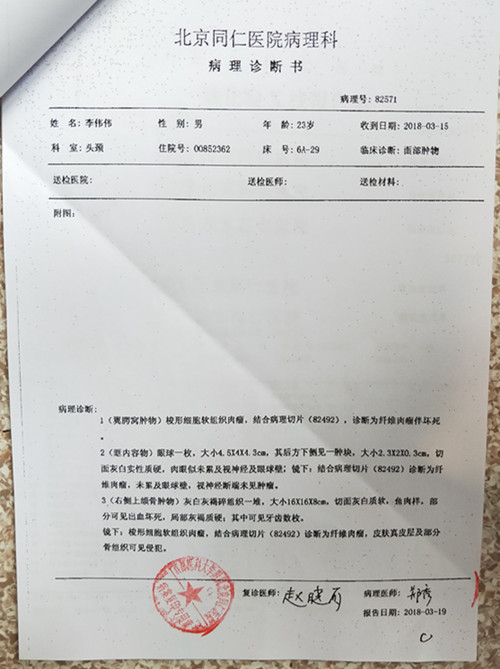 北京同仁医院病理科
病理诊断书
病理号: 82571
姓 名: 李伟伟 性 别: 男 年 龄: 23岁 收到日期: 2018-03-15
科 室: 头颈 住院号: 00852362 床 号: 6A-29 临床诊断: 面部肿物
送检医院: 送检医师: 送检材料:
附图:
病理诊断:
1 (翼腭窝肿物) 梭形细胞软组织肉瘤, 结合病理切片 (82492) , 诊断为纤维肉瘤伴坏死
。
2 (眶内容物) 眼球一枚, 大小4.5X4X4.3cm, 其后方下侧见一肿块, 大小2.3X2X0.3cm, 切
面灰白实性质硬, 肉眼似未累及视神经及眼球壁; 镜下: 结合病理切片 (82492) 诊断为纤
维肉瘤, 未累及眼球壁, 视神经断端未见肿瘤。
3 (右侧上颌骨肿物) 灰白灰褐碎组织一堆, 大小16X16X8cm, 切面灰白质软, 鱼肉样, 部
分可见出血坏死, 局部灰褐质硬; 其中可见牙齿数枚。
镜下: 梭形细胞软组织肉瘤, 结合病理切片 (82492) 诊断为纤维肉瘤, 皮肤真皮层及部分
骨组织可见侵犯。
复诊医师: 病理医师:
报告日期: 2018-03-19